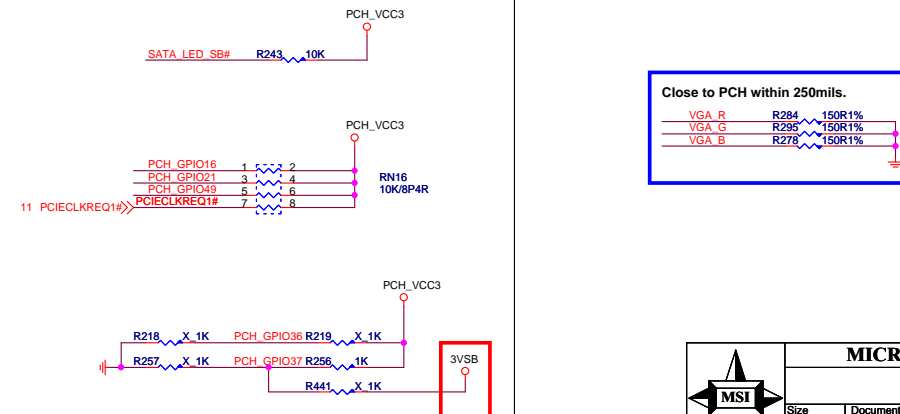 PCH_VCC3
SATA_LED_SB# R243 10K
Close to PCH within 250mils.
VGA_R R284 150R1%
VGA_G R295 150R1%
VGA_B R278 150R1%
PCH_VCC3
PCH_GPIO16 1 2
PCH_GPIO21 3 4
PCH_GPIO49 5 6
11 PCIECLKREQ1# PCIECLKREQ1# 7 8
RN16
10K/8P4R
PCH_VCC3
R218 X_1K PCH_GPIO36 R219 X_1K
R257 X_1K PCH_GPIO37 R256 1K
R441 X_1K
3VSB
MICR
MSI
Size Document